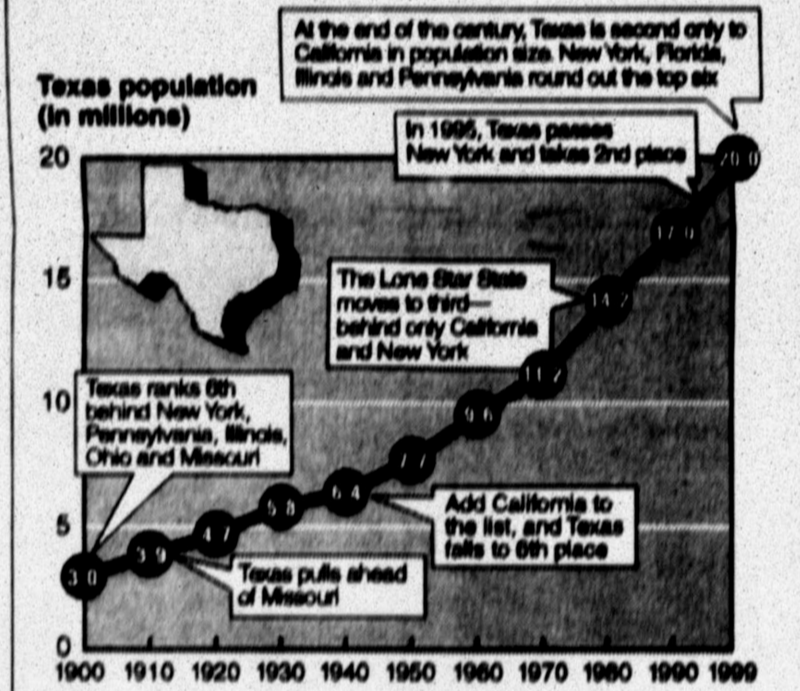 At the end of the century, Texas is second only to
California in population size. New York, Florida,
Illinois and Pennsylvania round out the top six
Texas population
(in millions)
In 1995, Texas passes
New York and takes 2nd place
20
20.0
17.0
15
The Lone Star State
moves to third—
behind only California
and New York
14.2
11.2
10
Texas ranks 6th
behind New York,
Pennsylvania, Illinois,
Ohio and Missouri
9.6
7.7
6.4
5.8
4.7
3.9
3.0
Add California to
the list, and Texas
falls to 6th place
5
Texas pulls ahead
of Missouri
0
1900 1910 1920 1930 1940 1950 1960 1970 1980 1990 1999